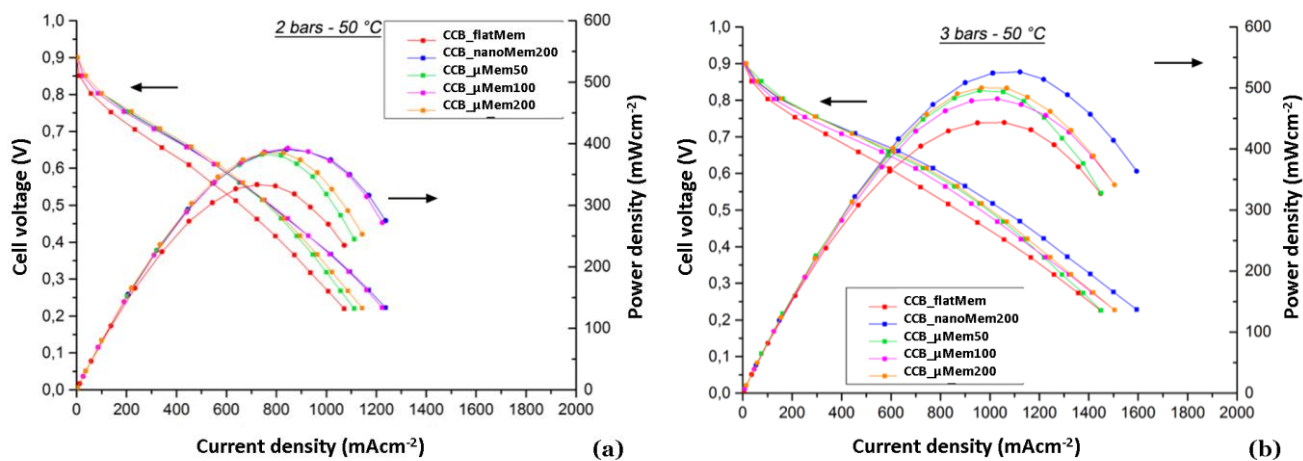 2 bars - 50 °C
CCB_flatMem
CCB_nanoMem200
CCB_µMem50
CCB_µMem100
CCB_µMem200
Cell voltage (V)
1,0
0,9
0,8
0,7
0,6
0,5
0,4
0,3
0,2
0,1
0,0
600
500
400
300
200
100
0
Power density (mWcm-2)
0 200 400 600 800 1000 1200 1400 1600 1800 2000
Current density (mAcm-2)
(a)
3 bars - 50 °C
Cell voltage (V)
1,0
0,9
0,8
0,7
0,6
0,5
0,4
0,3
0,2
0,1
0,0
CCB_flatMem
CCB_nanoMem200
CCB_µMem50
CCB_µMem100
CCB_µMem200
600
500
400
300
200
100
0
Power density (mWcm-2)
0 200 400 600 800 1000 1200 1400 1600 1800 2000
Current density (mAcm-2)
(b)